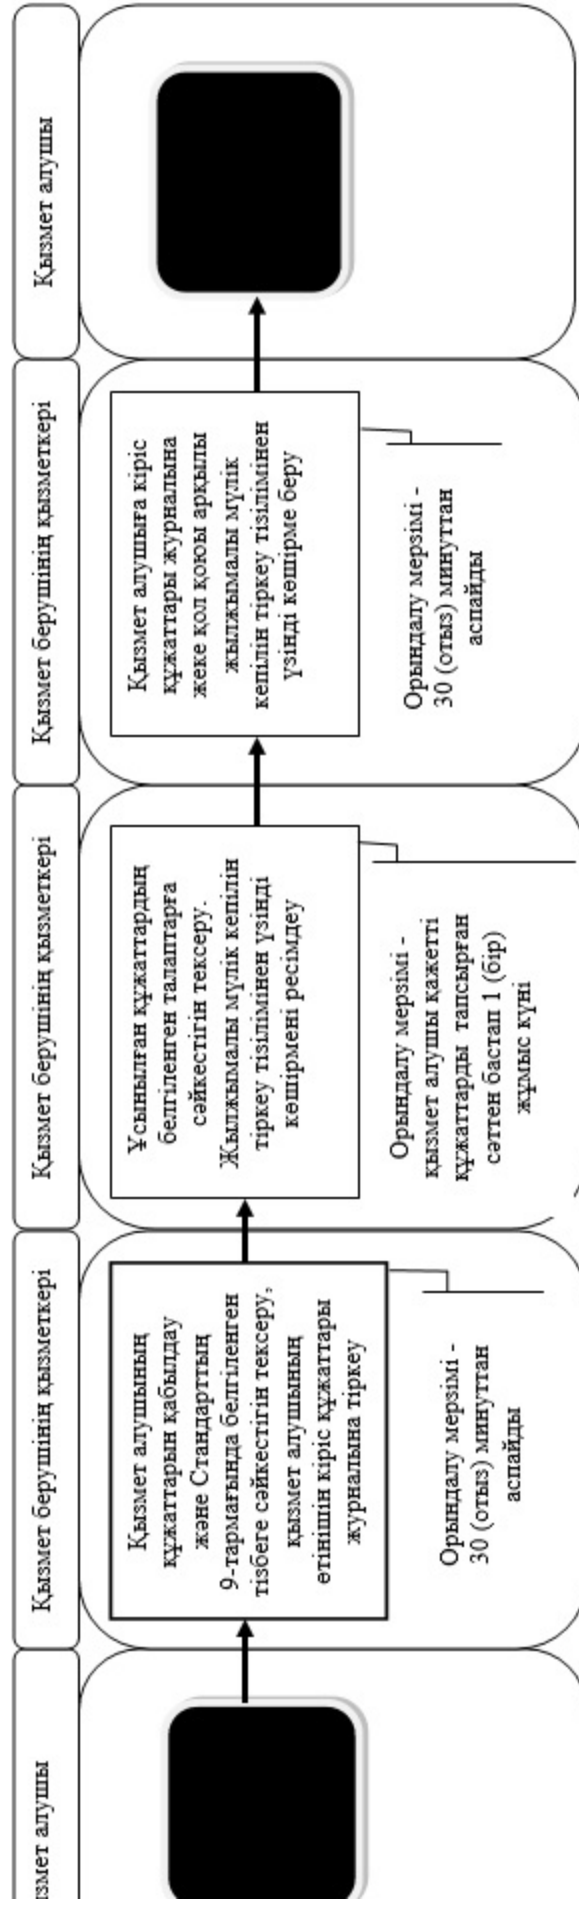 ызмет алушы
Қызмет берушінің қызметкері
Қызмет берушінің қызметкері
Қызмет берушінің қызметкері
Қызмет алушы
Қызмет алушының
құжаттарын қабылдау
және Стандарттың
9-тармағында белгіленген
тізбеге сәйкестігін тексеру,
қызмет алушының
өтінішін кіріс құжаттары
журналына тіркеу
Орындалу мерзімі -
30 (отыз) минуттан
аспайды
Ұсынылған құжаттардың
белгіленген талаптарға
сәйкестігін тексеру.
Жылжымалы мүлік кепілін
тіркеу тізілімінен үзінді
көшірмені ресімдеу
Орындалу мерзімі -
қызмет алушы қажетті
құжаттарды тапсырған
сәттен бастап 1 (бір)
жұмыс күні
Қызмет алушыға кіріс
құжаттары журналына
жеке қол қоюы арқылы
жылжымалы мүлік
кепілін тіркеу тізілімінен
үзінді көшірме беру
Орындалу мерзімі -
30 (отыз) минуттан
аспайды